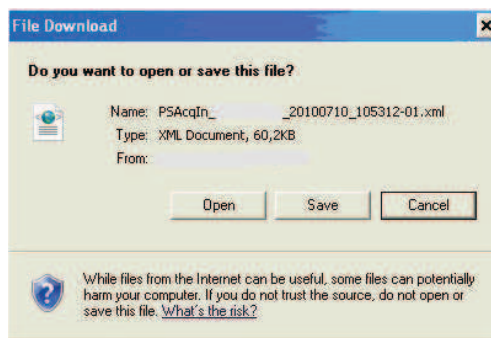 File Download
Do you want to open or save this file?
Name: PSAcqIn_ _20100710_105312-01.xml
Type: XML Document, 60,2KB
From:
Open Save Cancel
While files from the Internet can be useful, some files can potentially
harm your computer. If you do not trust the source, do not open or
save this file. What's the risk?